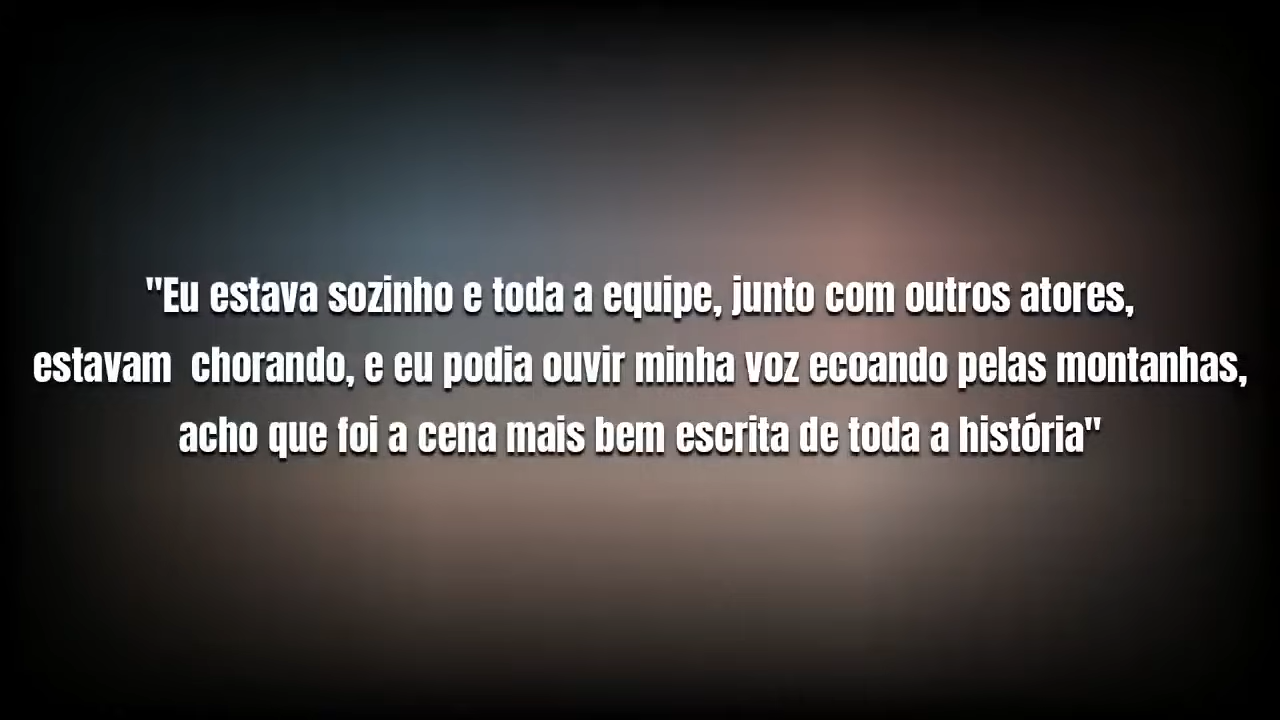 "Eu estava sozinho e toda a equipe, junto com outros atores,
estavam  chorando, e eu podia ouvir minha voz ecoando pelas montanhas,
acho que foi a cena mais bem escrita de toda a história"